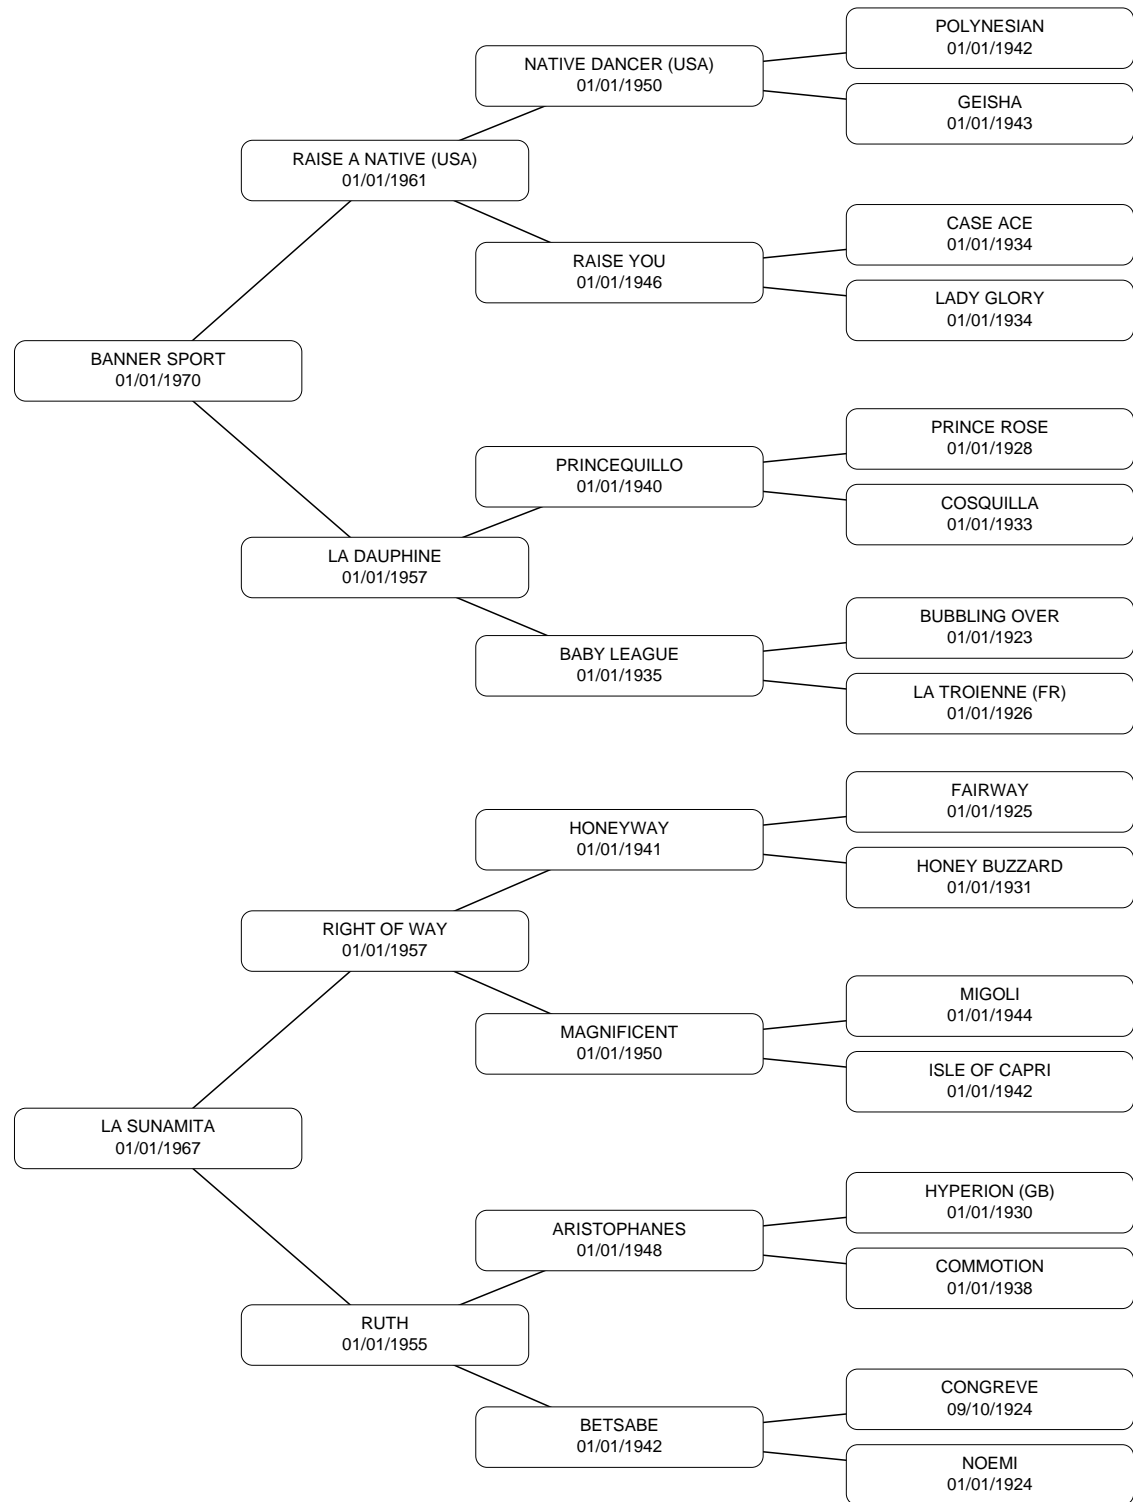 POLYNESIAN
01/01/1942
NATIVE DANCER (USA)
01/01/1950
GEISHA
01/01/1943
RAISE A NATIVE (USA)
01/01/1961
CASE ACE
01/01/1934
RAISE YOU
01/01/1946
LADY GLORY
01/01/1934
BANNER SPORT
01/01/1970
PRINCE ROSE
01/01/1928
PRINCEQUILLO
01/01/1940
COSQUILLA
01/01/1933
LA DAUPHINE
01/01/1957
BUBBLING OVER
01/01/1923
BABY LEAGUE
01/01/1935
LA TROIENNE (FR)
01/01/1926
FAIRWAY
01/01/1925
HONEYWAY
01/01/1941
HONEY BUZZARD
01/01/1931
RIGHT OF WAY
01/01/1957
MIGOLI
01/01/1944
MAGNIFICENT
01/01/1950
ISLE OF CAPRI
01/01/1942
LA SUNAMITA
01/01/1967
HYPERION (GB)
01/01/1930
ARISTOPHANES
01/01/1948
COMMOTION
01/01/1938
RUTH
01/01/1955
CONGREVE
09/10/1924
BETSABE
01/01/1942
NOEMI
01/01/1924